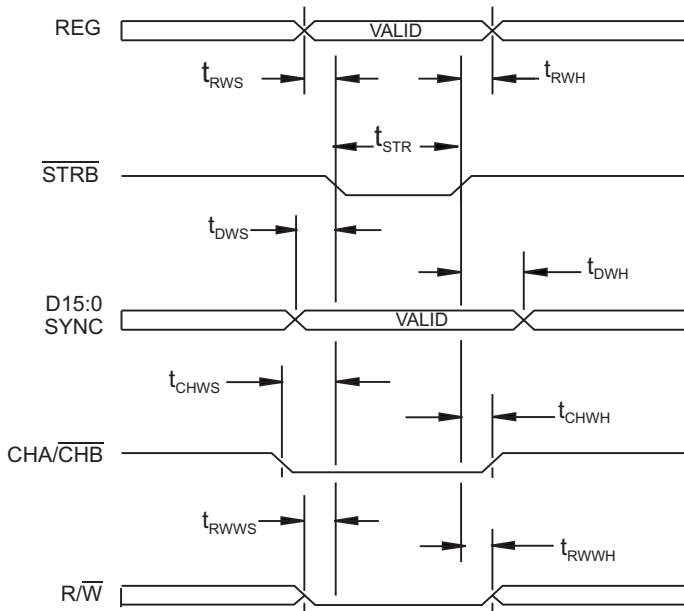 REG
VALID
tRWS
tRWH
tSTR
STRB
tDWS
tDWH
D15:0
SYNC
VALID
tCHWS
tCHWH
CHA/CHB
tRWWS
tRWWH
R/W